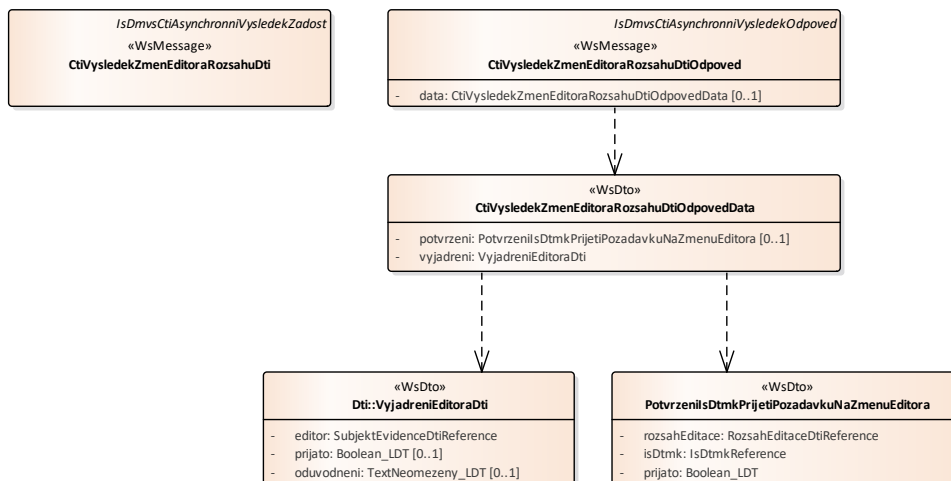 IsDmvsCtiAsynchronniVysledekZadost
«WsMessage»
CtiVysledekZmenEditoraRozsahuDti
IsDmvsCtiAsynchronniVysledekOdpoved
«WsMessage»
CtiVysledekZmenEditoraRozsahuDtiOdpoved
- data: CtiVysledekZmenEditoraRozsahuDtiOdpovedData [0..1]
«WsDto»
CtiVysledekZmenEditoraRozsahuDtiOdpovedData
- potvrzeni: PotvrzeniIsDtmkPrijetiPozadavkuNaZmenuEditora [0..1]
- vyjadreni: VyjadreniEditoraDti
«WsDto»
Dti::VyjadreniEditoraDti
- editor: SubjektEvidenceDtiReference
- prijato: Boolean_LDT [0..1]
- oduvodneni: TextNeomezeny_LDT [0..1]
«WsDto»
PotvrzeniIsDtmkPrijetiPozadavkuNaZmenuEditora
- rozsahEditace: RozsahEditaceDtiReference
- isDtmk: IsDtmkReference
- prijato: Boolean_LDT